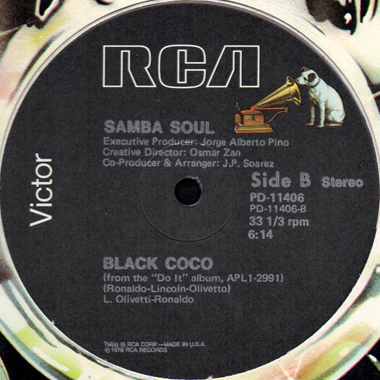 RCA
SAMBA SOUL
Executive Producer: Jorge Alberto Pino
Creative Director: Osmar Zan
Co-Producer & Arranger: J.P. Soarez
Side B Stereo
PD-11406
PD-11406-B
33 1/3 rpm
6:14
Victor
BLACK COCO
(from the "Do It" album, APL1-2991)
(Ronaldo-Lincoln-Olivetto)
L. Olivetti-Ronaldo
TM(s) ® RCA CORP—MADE IN U.S.A.
℗ 1978 RCA RECORDS